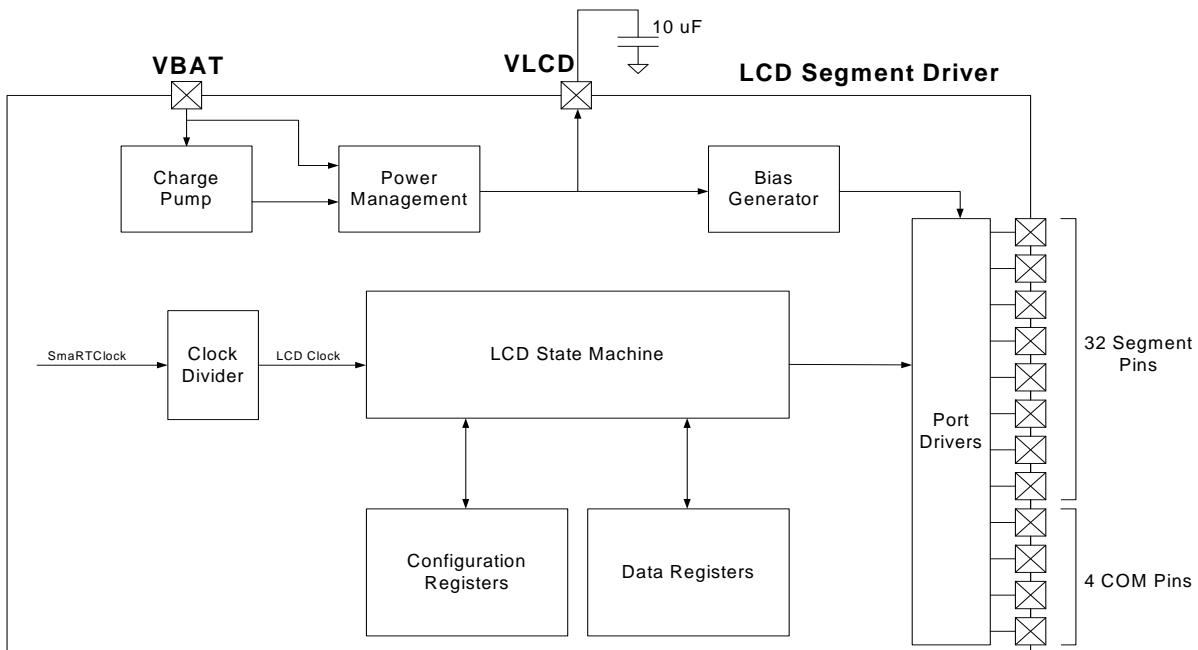 10 uF
VBAT
VLCD
LCD Segment Driver
Charge
Pump
Power
Management
Bias
Generator
SmaRTClock
Clock
Divider
LCD Clock
LCD State Machine
Port
Drivers
32 Segment
Pins
Configuration
Registers
Data Registers
4 COM Pins